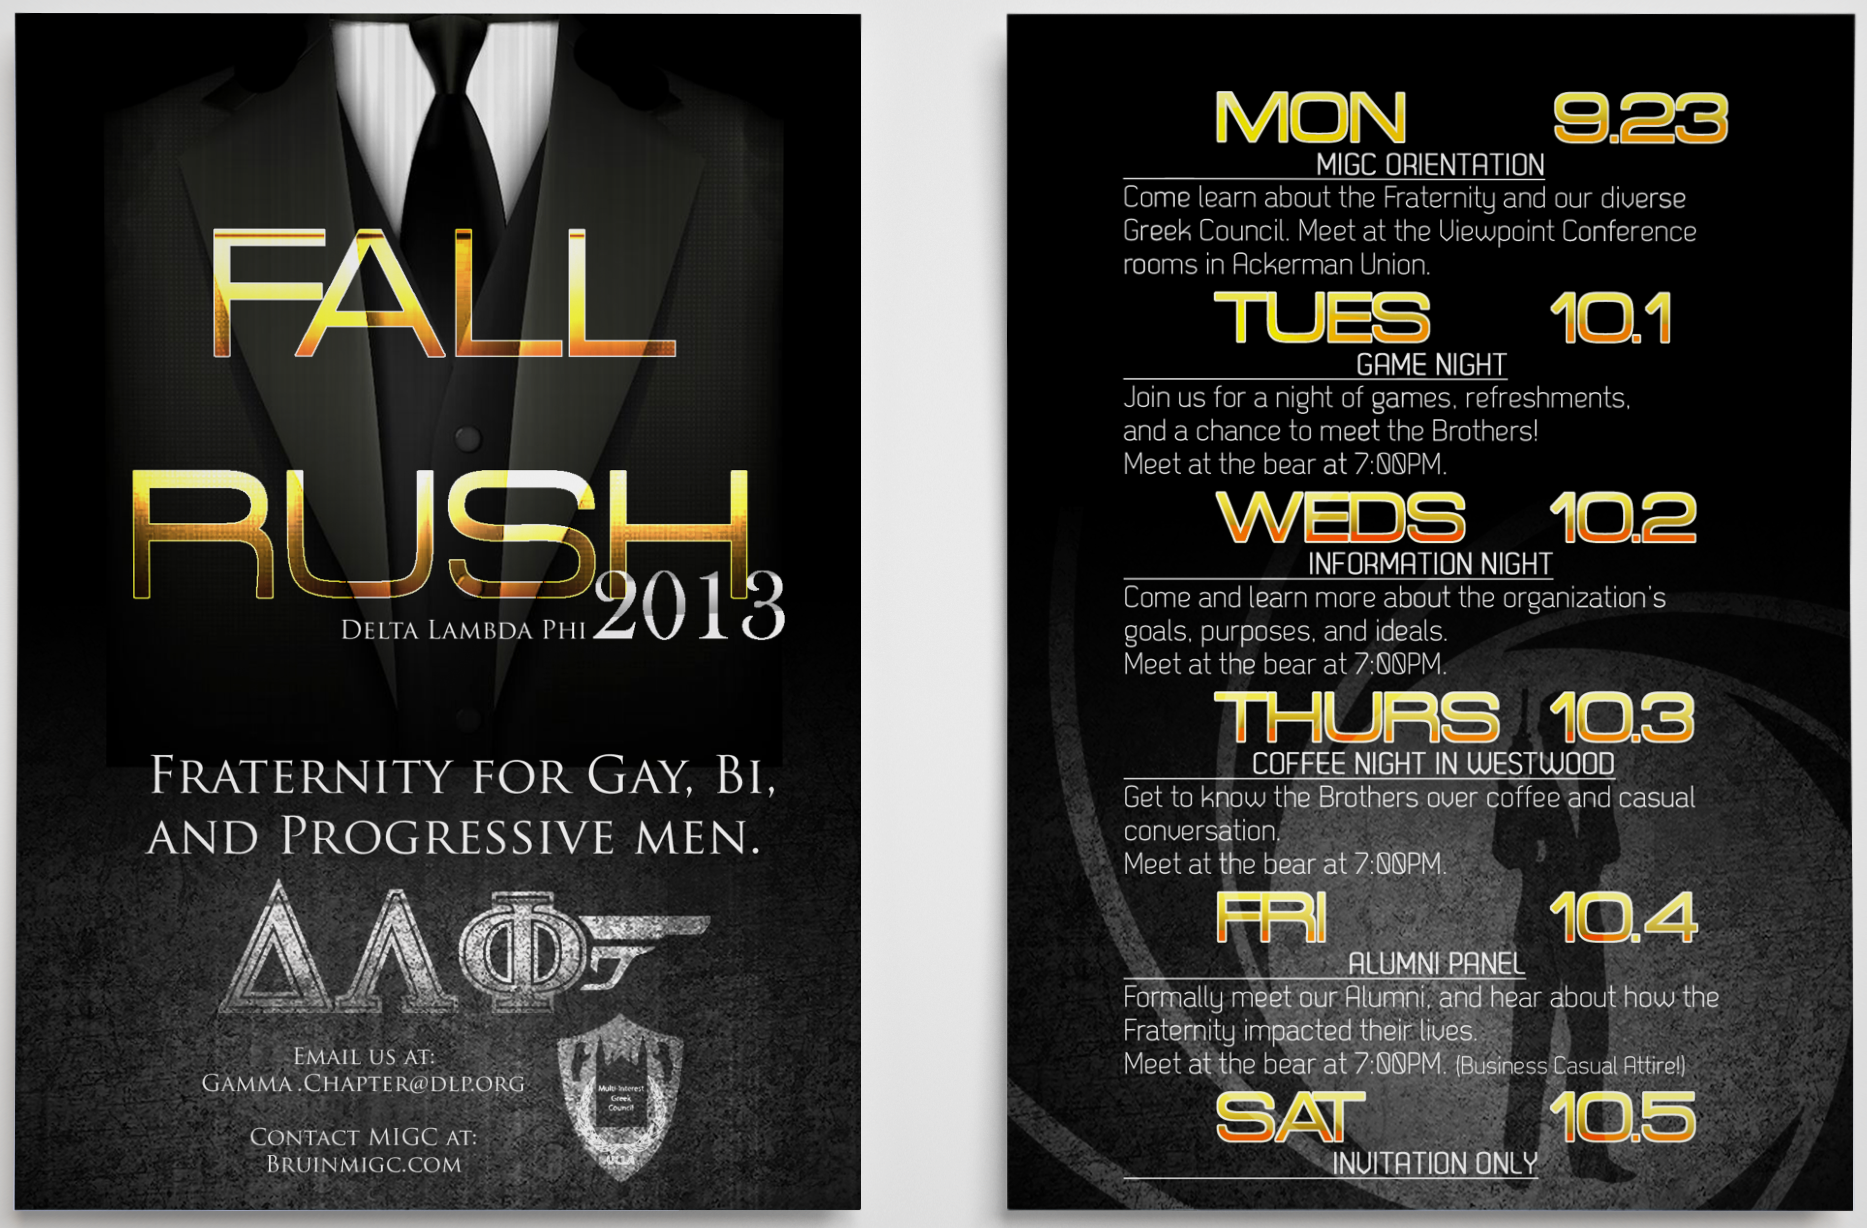 FALL
RUSH
2013
DELTA LAMBDA PHI
FRATERNITY FOR GAY, BI,
AND PROGRESSIVE MEN.
ΔΛΦ
EMAIL US AT:
GAMMA.CHAPTER@DLP.ORG
CONTACT MIGC AT:
BRUINMIGC.COM
Multi-Interest
Greek
Council
UCLA
MON 9.23
MIGC ORIENTATION
Come learn about the Fraternity and our diverse
Greek Council. Meet at the Viewpoint Conference
rooms in Ackerman Union.
TUES 10.1
GAME NIGHT
Join us for a night of games, refreshments,
and a chance to meet the Brothers!
Meet at the bear at 7:00PM.
WEDS 10.2
INFORMATION NIGHT
Come and learn more about the organization's
goals, purposes, and ideals.
Meet at the bear at 7:00PM.
THURS 10.3
COFFEE NIGHT IN WESTWOOD
Get to know the Brothers over coffee and casual
conversation.
Meet at the bear at 7:00PM.
FRI 10.4
ALUMNI PANEL
Formally meet our Alumni, and hear about how the
Fraternity impacted their lives.
Meet at the bear at 7:00PM. (Business Casual Attire!)
SAT 10.5
INVITATION ONLY